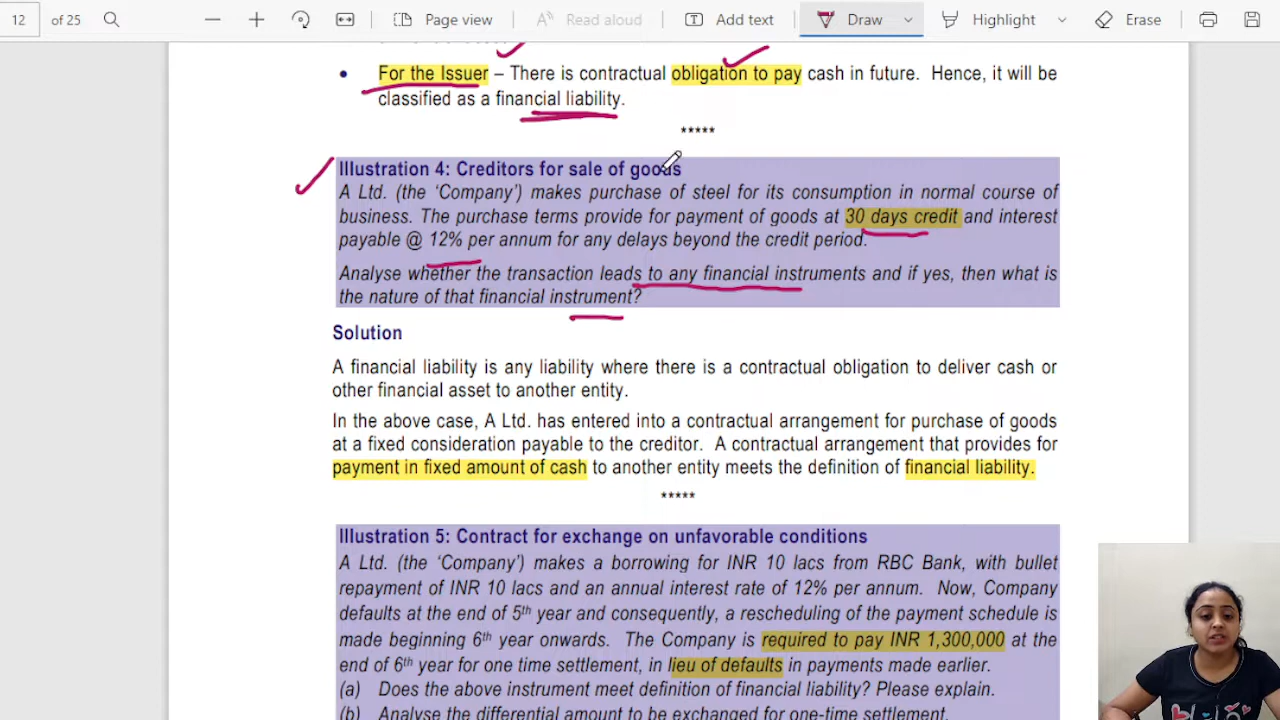 12 of 25 Page view Read aloud Add text Draw Highlight Erase
• For the Issuer – There is contractual obligation to pay cash in future. Hence, it will be
classified as a financial liability.
*****
Illustration 4: Creditors for sale of goods
A Ltd. (the ‘Company’) makes purchase of steel for its consumption in normal course of
business. The purchase terms provide for payment of goods at 30 days credit and interest
payable @ 12% per annum for any delays beyond the credit period.
Analyse whether the transaction leads to any financial instruments and if yes, then what is
the nature of that financial instrument?
Solution
A financial liability is any liability where there is a contractual obligation to deliver cash or
other financial asset to another entity.
In the above case, A Ltd. has entered into a contractual arrangement for purchase of goods
at a fixed consideration payable to the creditor. A contractual arrangement that provides for
payment in fixed amount of cash to another entity meets the definition of financial liability.
*****
Illustration 5: Contract for exchange on unfavorable conditions
A Ltd. (the ‘Company’) makes a borrowing for INR 10 lacs from RBC Bank, with bullet
repayment of INR 10 lacs and an annual interest rate of 12% per annum. Now, Company
defaults at the end of 5th year and consequently, a rescheduling of the payment schedule is
made beginning 6th year onwards. The Company is required to pay INR 1,300,000 at the
end of 6th year for one time settlement, in lieu of defaults in payments made earlier.
(a) Does the above instrument meet definition of financial liability? Please explain.
(b) Analyse the differential amount to be exchanged for one-time settlement.